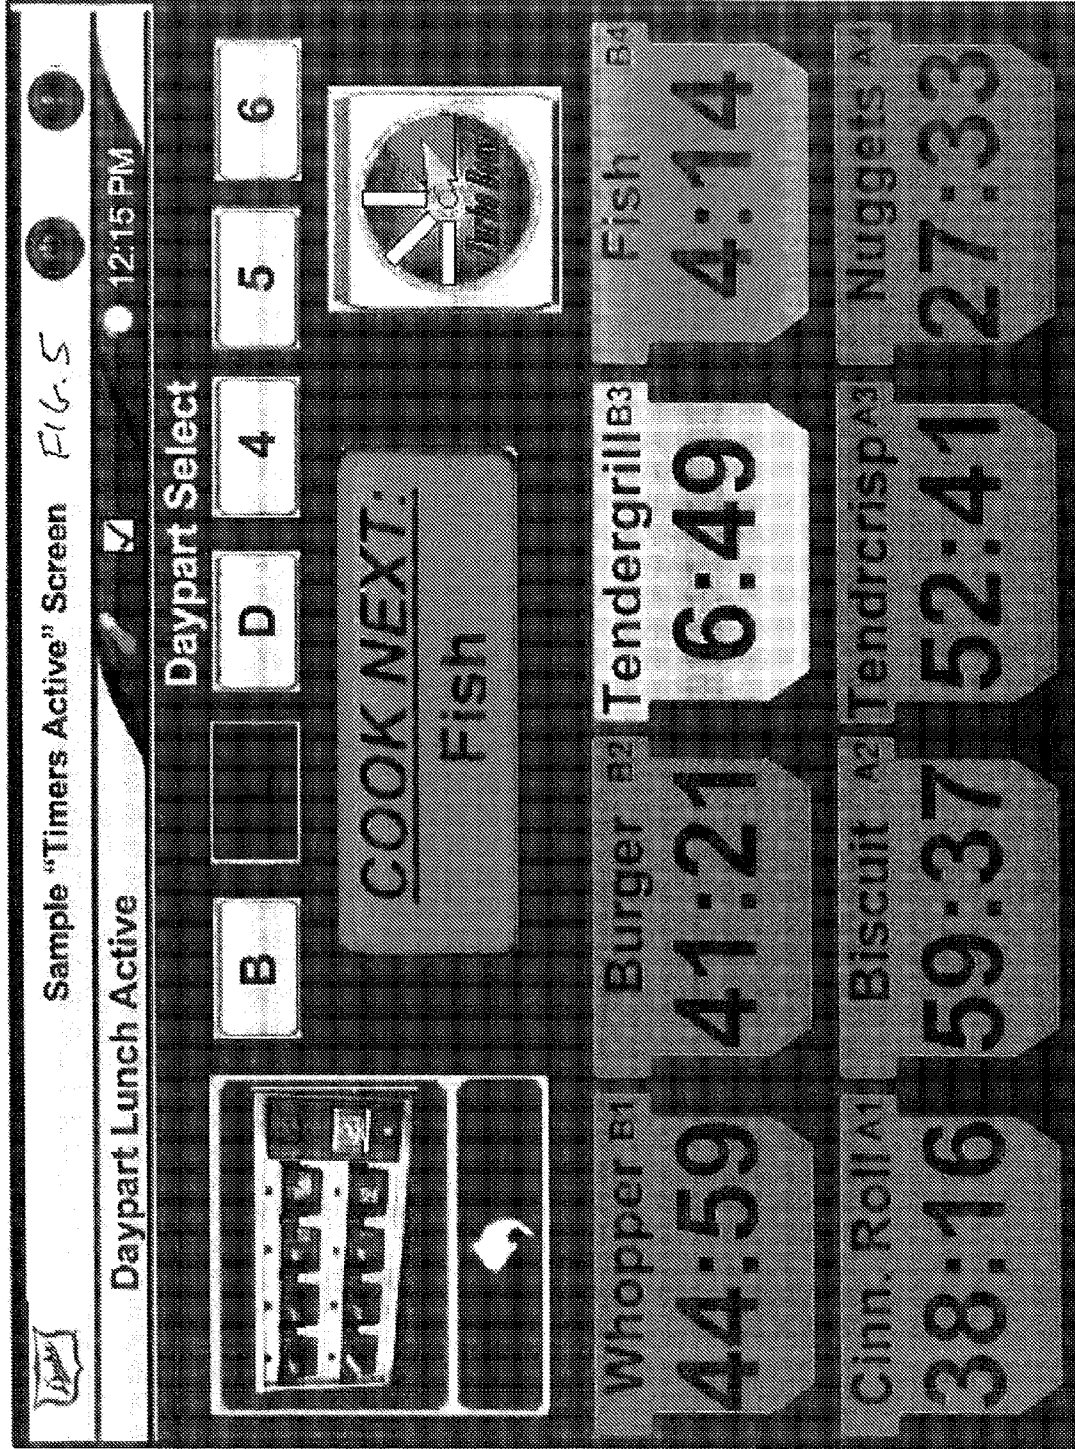 Sample "Timers Active" Screen FIG. 5
Daypart Lunch Active 12:15 PM
Daypart Select
B L D 4 5 6
COOK NEXT:
Fish
Turbo
Whopper B1 Burger B2 Tendergrill B3 Fish B4
44:59 41:21 6:49 4:14
Cinn. Roll A1 Biscuit A2 Tendrcrisp A3 Nuggets A4
38:16 59:37 52:41 27:33